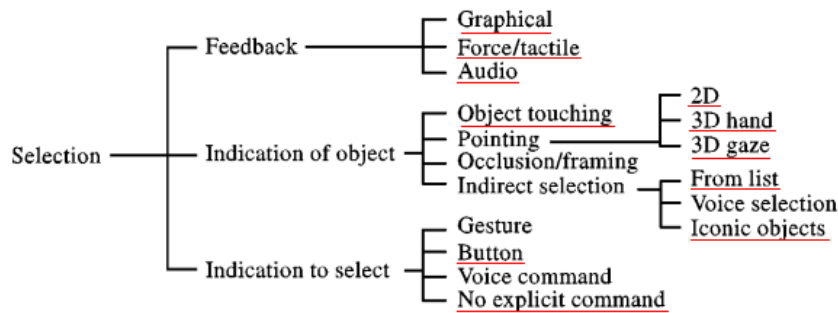 Selection
Feedback
Graphical
Force/tactile
Audio
Indication of object
Object touching
Pointing
2D
3D hand
3D gaze
Occlusion/framing
Indirect selection
From list
Voice selection
Iconic objects
Indication to select
Gesture
Button
Voice command
No explicit command